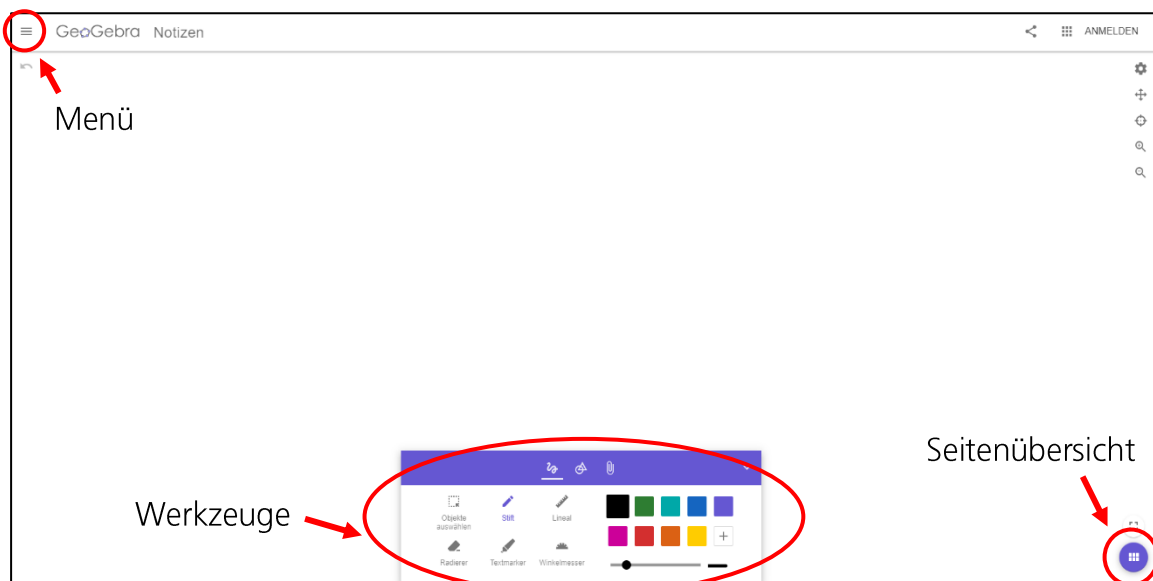 GeoGebra Notizen
ANMELDEN
Menü
Seitenübersicht
Werkzeuge
Objekte
auswählen
Stift
Lineal
Radierer
Textmarker
Winkelmesser